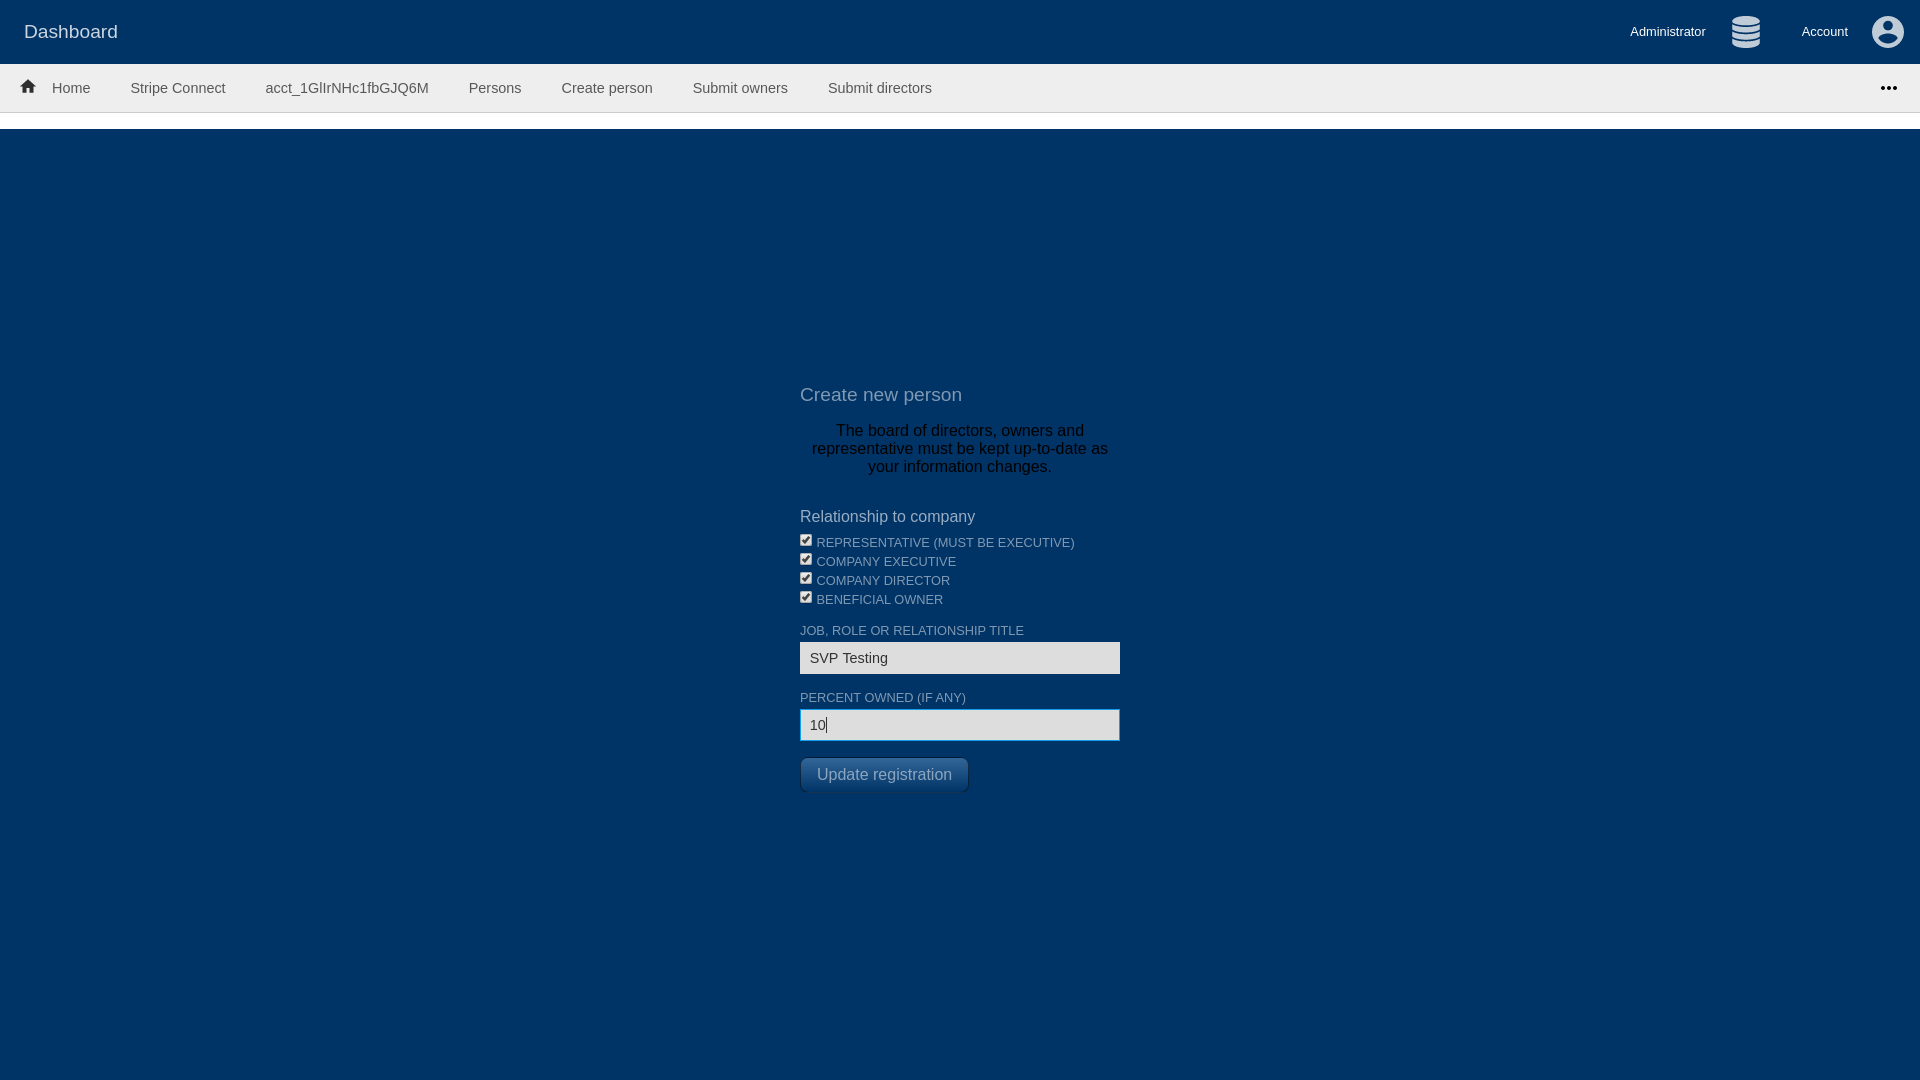 Dashboard
Administrator
Account
Home
Stripe Connect
acct_1GlIrNHc1fbGJQ6M
Persons
Create person
Submit owners
Submit directors
Create new person
The board of directors, owners and
representative must be kept up-to-date as
your information changes.
Relationship to company
REPRESENTATIVE (MUST BE EXECUTIVE)
COMPANY EXECUTIVE
COMPANY DIRECTOR
BENEFICIAL OWNER
JOB, ROLE OR RELATIONSHIP TITLE
SVP Testing
PERCENT OWNED (IF ANY)
10
Update registration